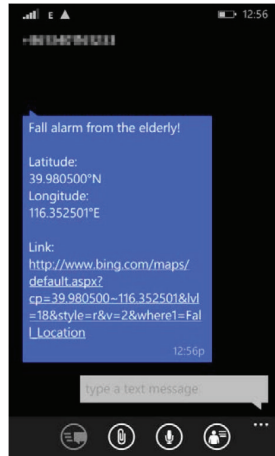 E 12:56
Fall alarm from the elderly!
Latitude:
39.980500°N
Longitude:
116.352501°E
Link:
http://www.bing.com/maps/
default.aspx?
cp=39.980500~116.352501&lvl
=18&style=r&v=2&where1=Fal
l_Location
12:56p
type a text message